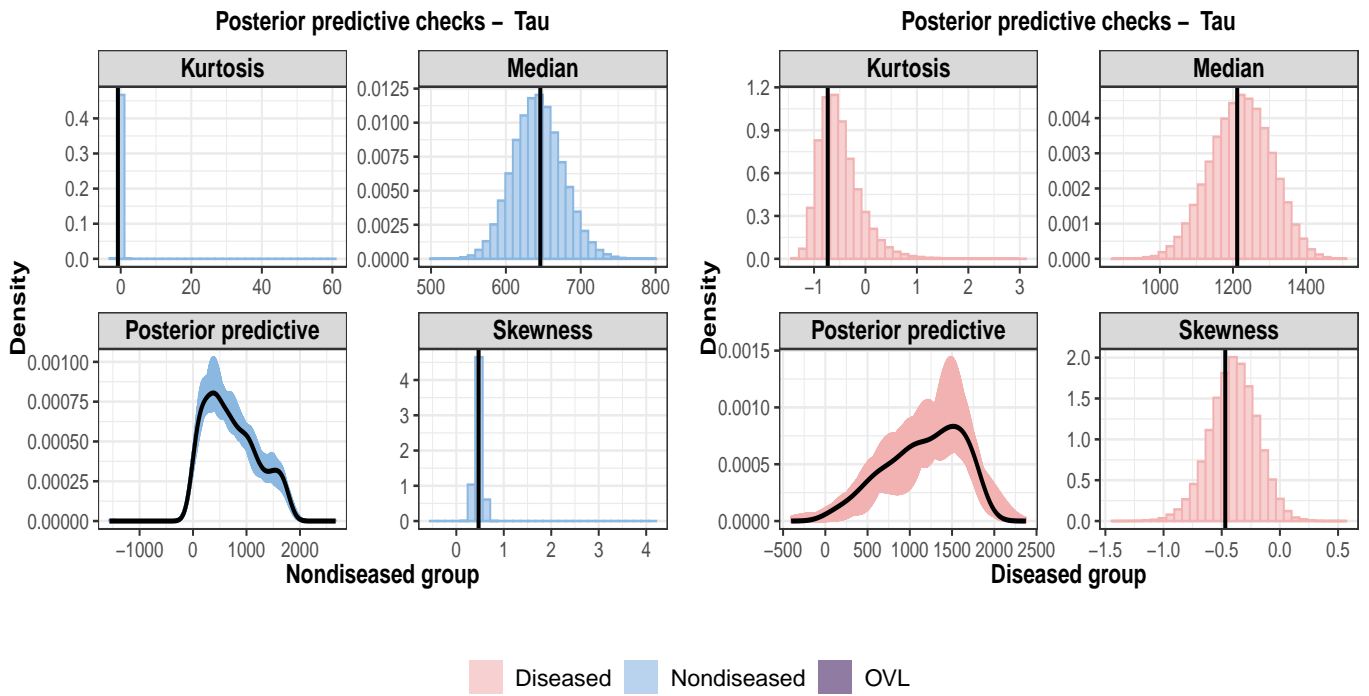 Posterior predictive checks – Tau
Kurtosis
Median
0.0
0.1
0.2
0.3
0.4
0 20 40 60
0.0000
0.0025
0.0050
0.0075
0.0100
0.0125
500 600 700 800
Posterior predictive
Skewness
0.00000
0.00025
0.00050
0.00075
0.00100
−1000 0 1000 2000
0
1
2
3
4
0 1 2 3 4
Density
Nondiseased group
Posterior predictive checks – Tau
Kurtosis
Median
0.0
0.3
0.6
0.9
1.2
−1 0 1 2 3
0.000
0.001
0.002
0.003
0.004
1000 1200 1400
Posterior predictive
Skewness
0.0000
0.0005
0.0010
0.0015
−500 0 500 1000 1500 2000 2500
0.0
0.5
1.0
1.5
2.0
−1.5 −1.0 −0.5 0.0 0.5
Density
Diseased group
Diseased Nondiseased OVL